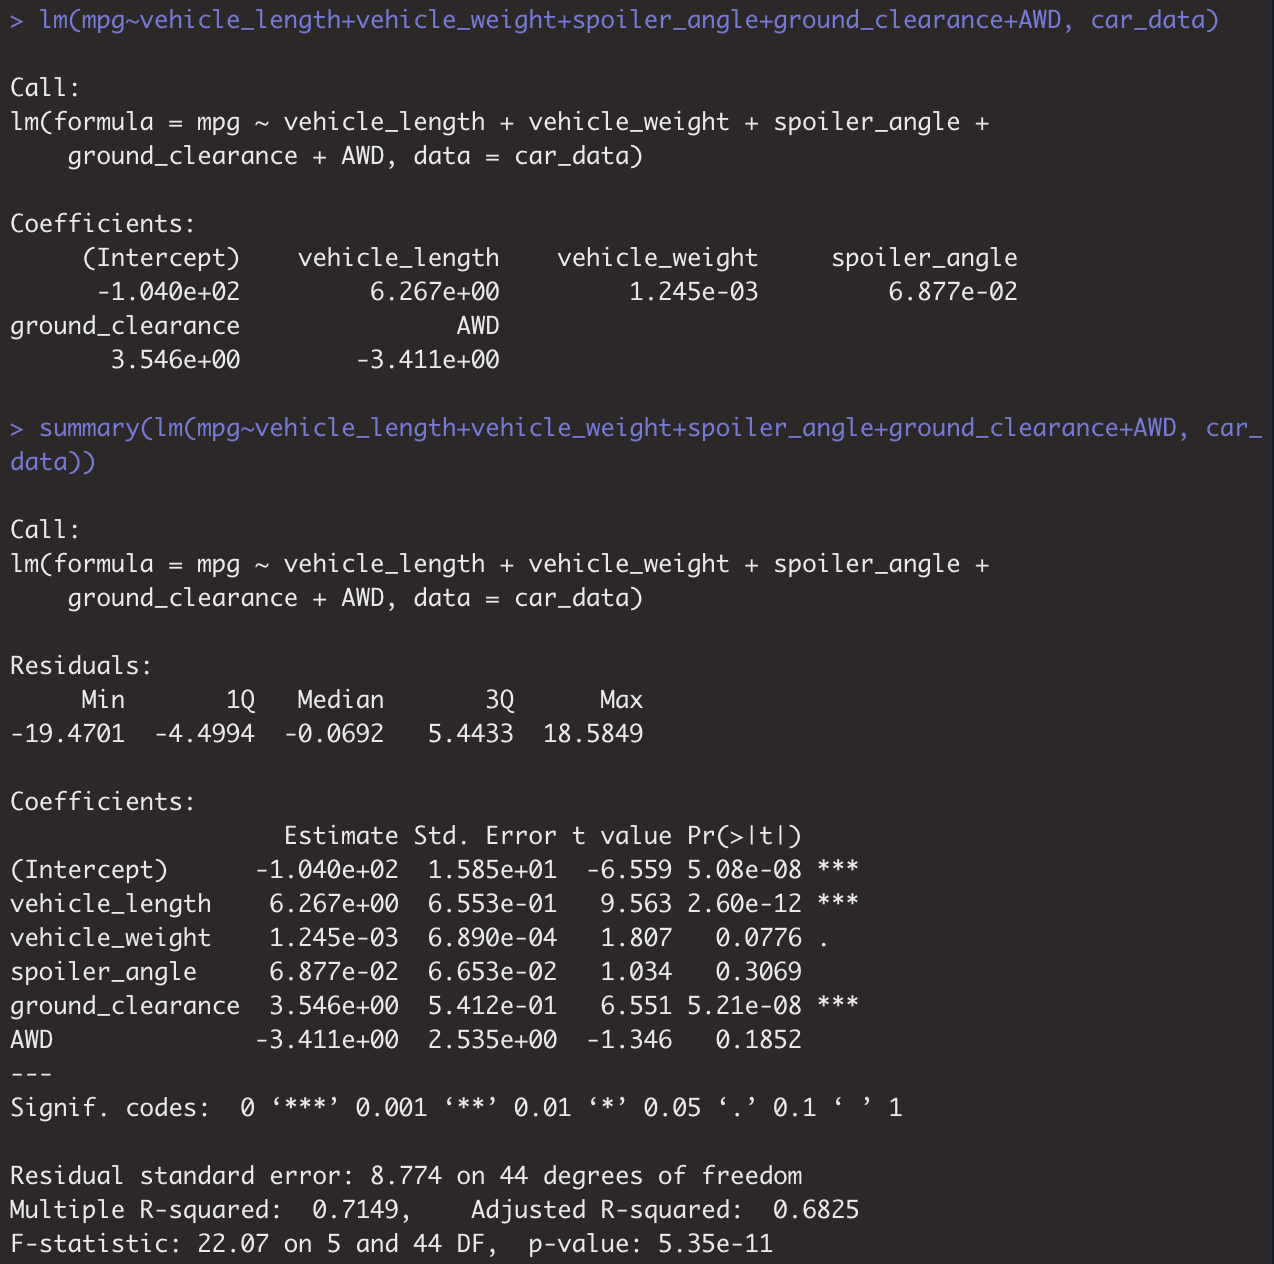 > lm(mpg~vehicle_length+vehicle_weight+spoiler_angle+ground_clearance+AWD, car_data)
Call:
lm(formula = mpg ~ vehicle_length + vehicle_weight + spoiler_angle +
    ground_clearance + AWD, data = car_data)
Coefficients:
     (Intercept)    vehicle_length    vehicle_weight     spoiler_angle
      -1.040e+02         6.267e+00         1.245e-03         6.877e-02
ground_clearance               AWD
       3.546e+00        -3.411e+00
> summary(lm(mpg~vehicle_length+vehicle_weight+spoiler_angle+ground_clearance+AWD, car_
data))
Call:
lm(formula = mpg ~ vehicle_length + vehicle_weight + spoiler_angle +
    ground_clearance + AWD, data = car_data)
Residuals:
     Min       1Q   Median       3Q      Max
-19.4701  -4.4994  -0.0692   5.4433  18.5849
Coefficients:
                   Estimate Std. Error t value Pr(>|t|)
(Intercept)      -1.040e+02  1.585e+01  -6.559 5.08e-08 ***
vehicle_length    6.267e+00  6.553e-01   9.563 2.60e-12 ***
vehicle_weight    1.245e-03  6.890e-04   1.807   0.0776 .
spoiler_angle     6.877e-02  6.653e-02   1.034   0.3069
ground_clearance  3.546e+00  5.412e-01   6.551 5.21e-08 ***
AWD              -3.411e+00  2.535e+00  -1.346   0.1852
---
Signif. codes:  0 ‘***’ 0.001 ‘**’ 0.01 ‘*’ 0.05 ‘.’ 0.1 ‘ ’ 1
Residual standard error: 8.774 on 44 degrees of freedom
Multiple R-squared:  0.7149,    Adjusted R-squared:  0.6825
F-statistic: 22.07 on 5 and 44 DF,  p-value: 5.35e-11